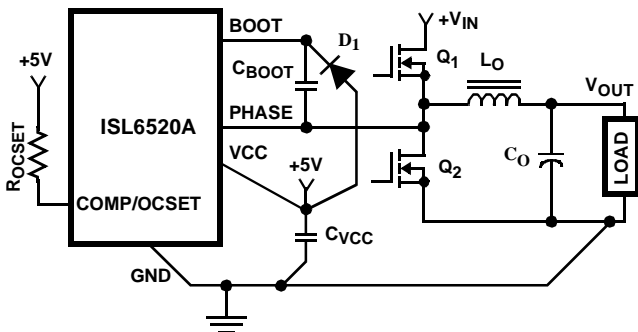 +VIN
BOOT
D1
+5V
CBOOT
Q1
LO
VOUT
PHASE
ISL6520A
VCC
ROCSET
+5V
Q2
CO
LOAD
COMP/OCSET
CVCC
GND